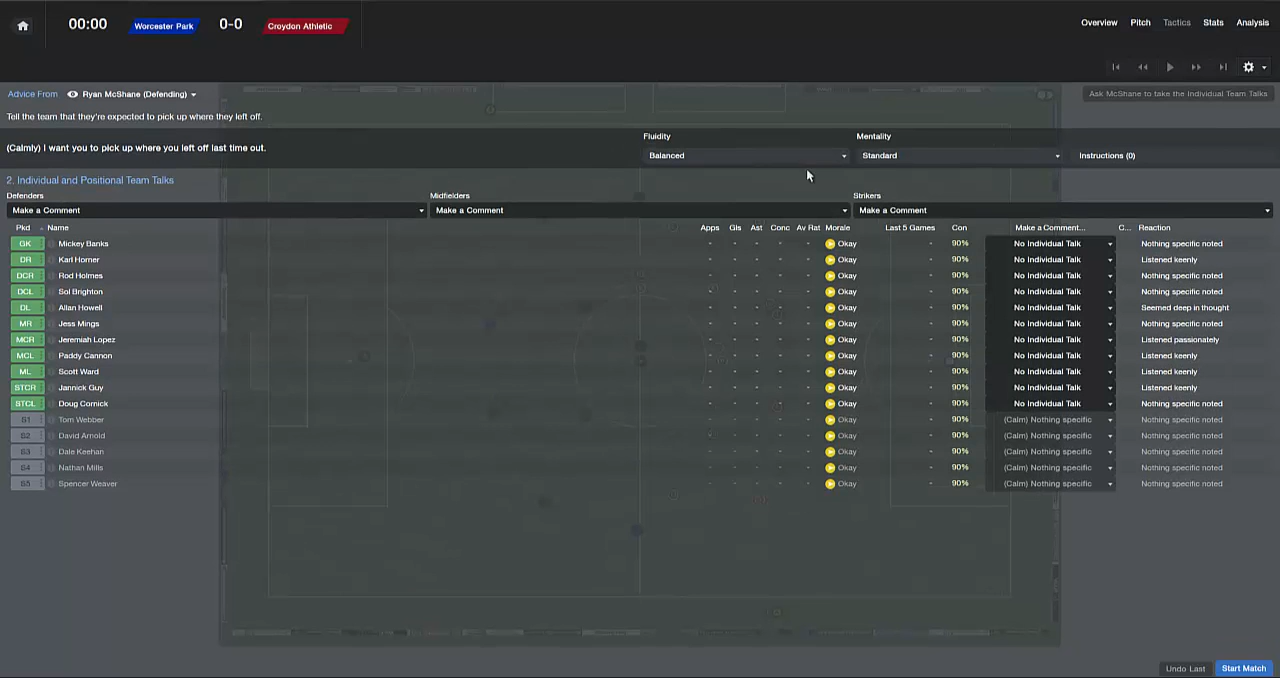 00:00 Worcester Park 0-0 Croydon Athletic
Overview Pitch Tactics Stats Analysis
Advice From Ryan McShane (Defending)
Ask McShane to take the Individual Team Talks
Tell the team that they're expected to pick up where they left off.
Fluidity Mentality
(Calmly) I want you to pick up where you left off last time out.
Balanced Standard Instructions (0)
2. Individual and Positional Team Talks
Defenders Midfielders Strikers
Make a Comment Make a Comment Make a Comment
Pkd Name Apps Gls Ast Conc Av Rat Morale Last 5 Games Con Make a Comment... C... Reaction
GK Mickey Banks - - - - - Okay - 90% No Individual Talk Nothing specific noted
DR Karl Horner - - - - - Okay - 90% No Individual Talk Listened keenly
DCR Rod Holmes - - - - - Okay - 90% No Individual Talk Nothing specific noted
DCL Sol Brighton - - - - - Okay - 90% No Individual Talk Nothing specific noted
DL Allan Howell - - - - - Okay - 90% No Individual Talk Seemed deep in thought
MR Jess Mings - - - - - Okay - 90% No Individual Talk Nothing specific noted
MCR Jeremiah Lopez - - - - - Okay - 90% No Individual Talk Listened passionately
MCL Paddy Cannon - - - - - Okay - 90% No Individual Talk Listened keenly
ML Scott Ward - - - - - Okay - 90% No Individual Talk Listened keenly
STCR Jannick Guy - - - - - Okay - 90% No Individual Talk Listened keenly
STCL Doug Cornick - - - - - Okay - 90% No Individual Talk Nothing specific noted
S1 Tom Webber - - - - - Okay - 90% (Calm) Nothing specific Nothing specific noted
S2 David Arnold - - - - - Okay - 90% (Calm) Nothing specific Nothing specific noted
S3 Dale Keehan - - - - - Okay - 90% (Calm) Nothing specific Nothing specific noted
S4 Nathan Mills - - - - - Okay - 90% (Calm) Nothing specific Nothing specific noted
S5 Spencer Weaver - - - - - Okay - 90% (Calm) Nothing specific Nothing specific noted
Undo Last Start Match